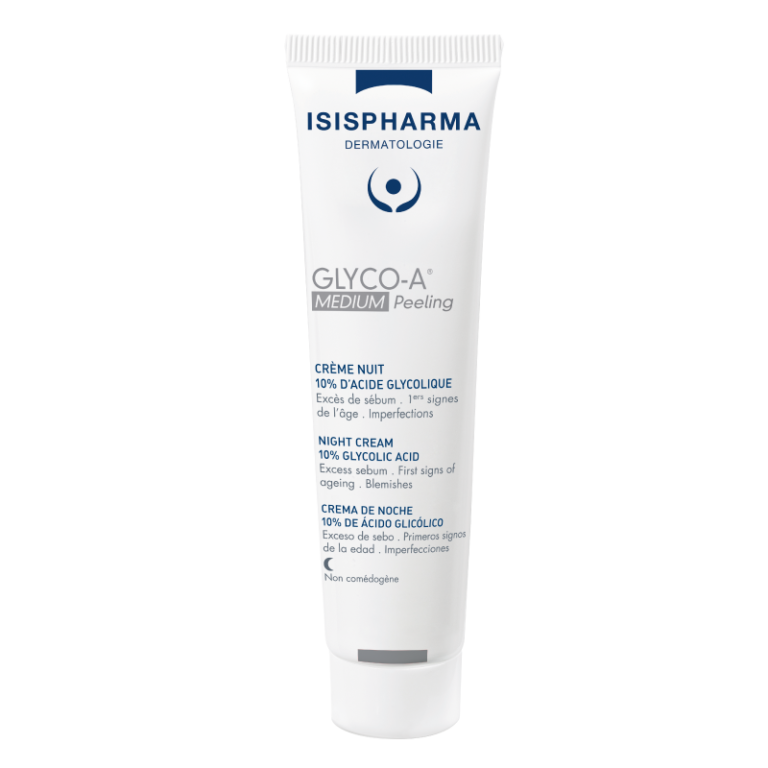 ISISPHARMA
DERMATOLOGIE
GLYCO-A®
MEDIUM Peeling
CRÈME NUIT
10% D'ACIDE GLYCOLIQUE
Excès de sébum . 1ers signes
de l'âge . Imperfections
NIGHT CREAM
10% GLYCOLIC ACID
Excess sebum . First signs of
ageing . Blemishes
CREMA DE NOCHE
10% DE ÁCIDO GLICÓLICO
Exceso de sebo . Primeros signos
de la edad . Imperfecciones
Non comédogène